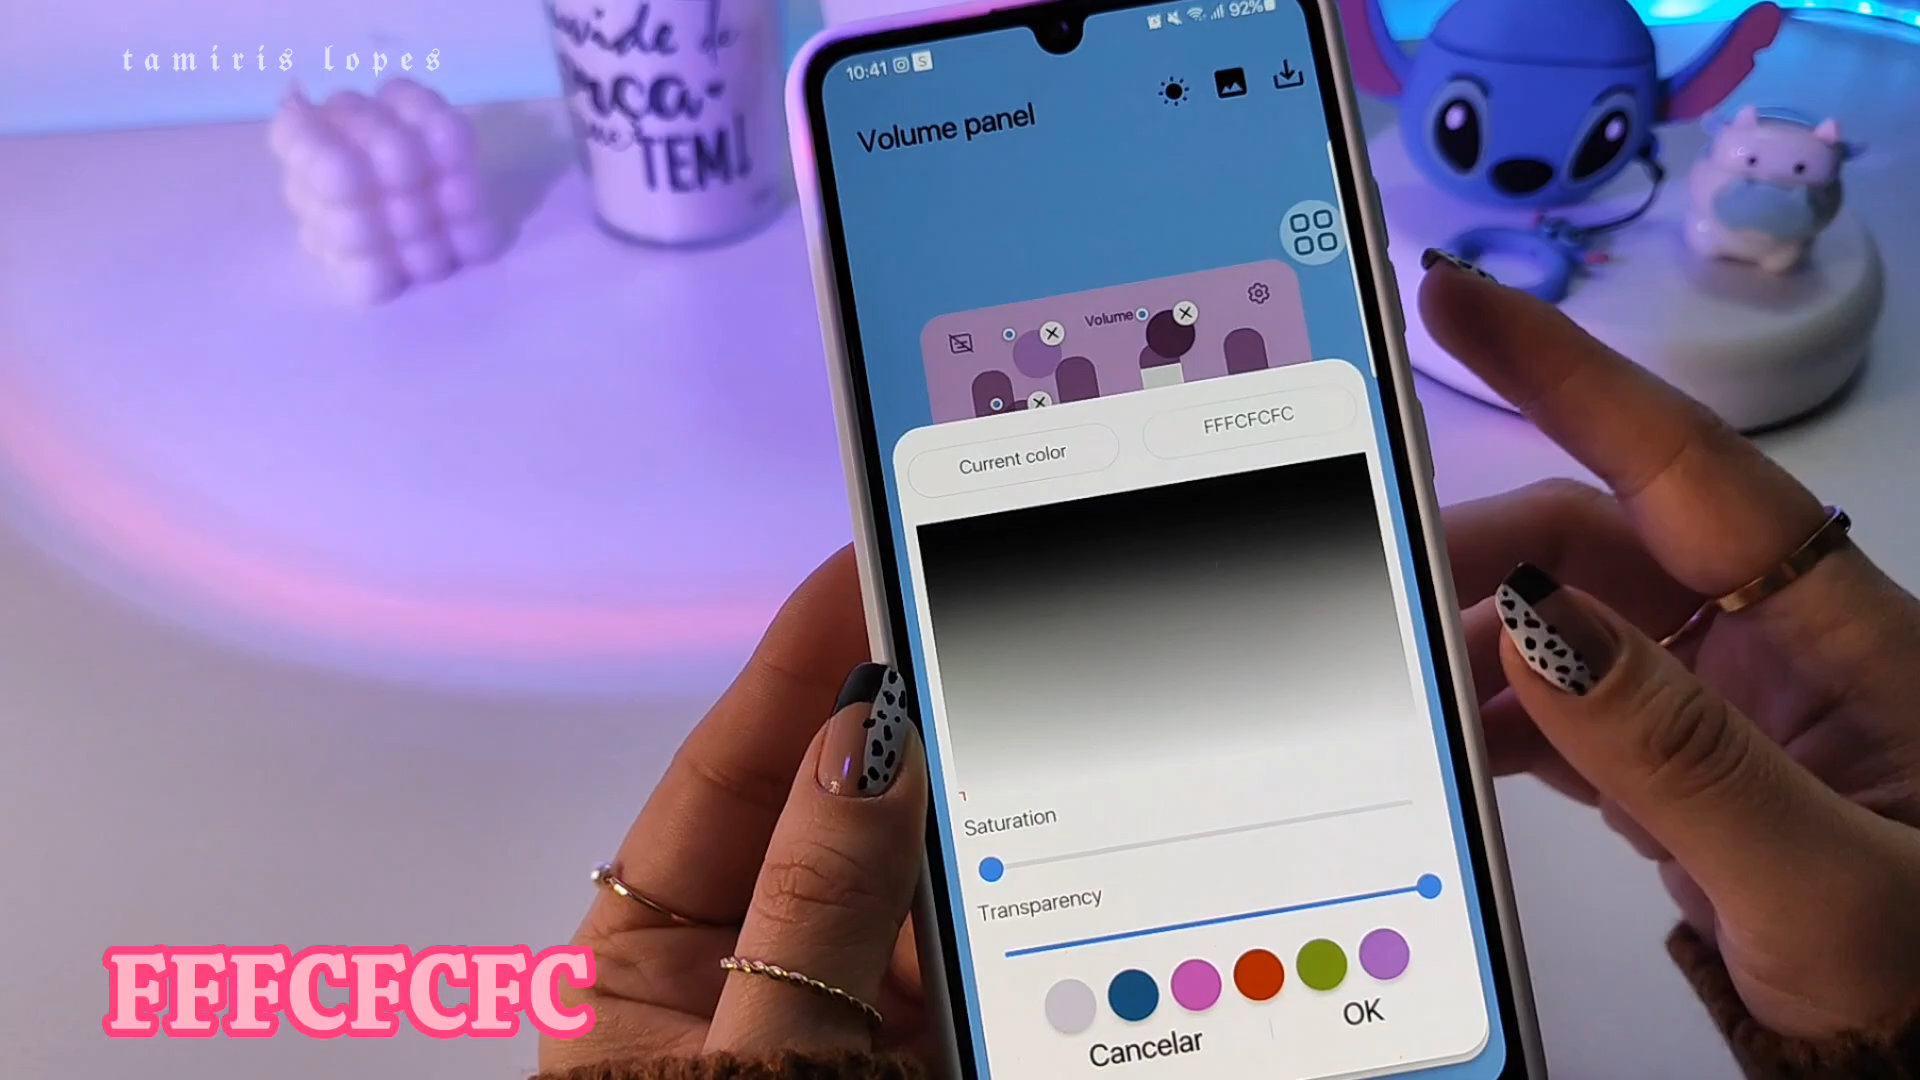 tamiris lopes
TEM!
10:41
92%
Volume panel
Volume
Current color
FFFCFCFC
Saturation
Transparency
Cancelar
OK
FFFCFCFC